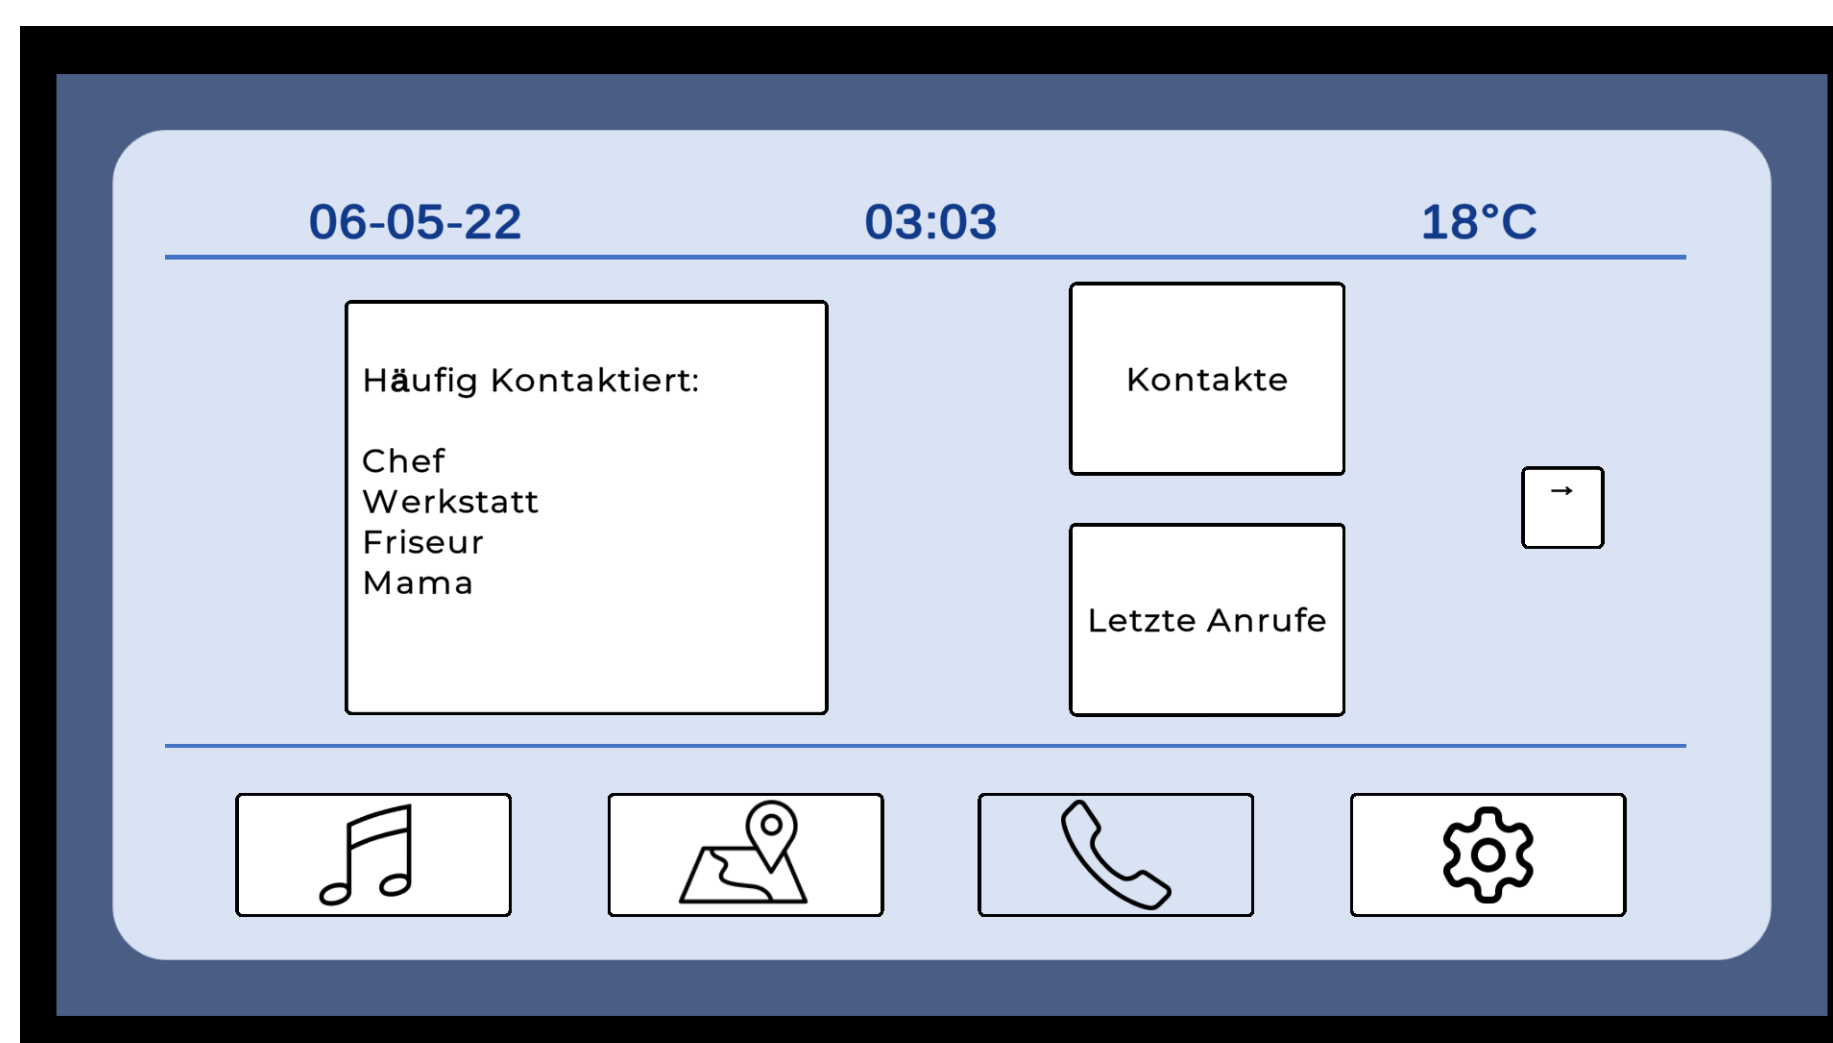 06-05-22 03:03 18°C
Häufig Kontaktiert:
Chef
Werkstatt
Friseur
Mama
Kontakte
→
Letzte Anrufe